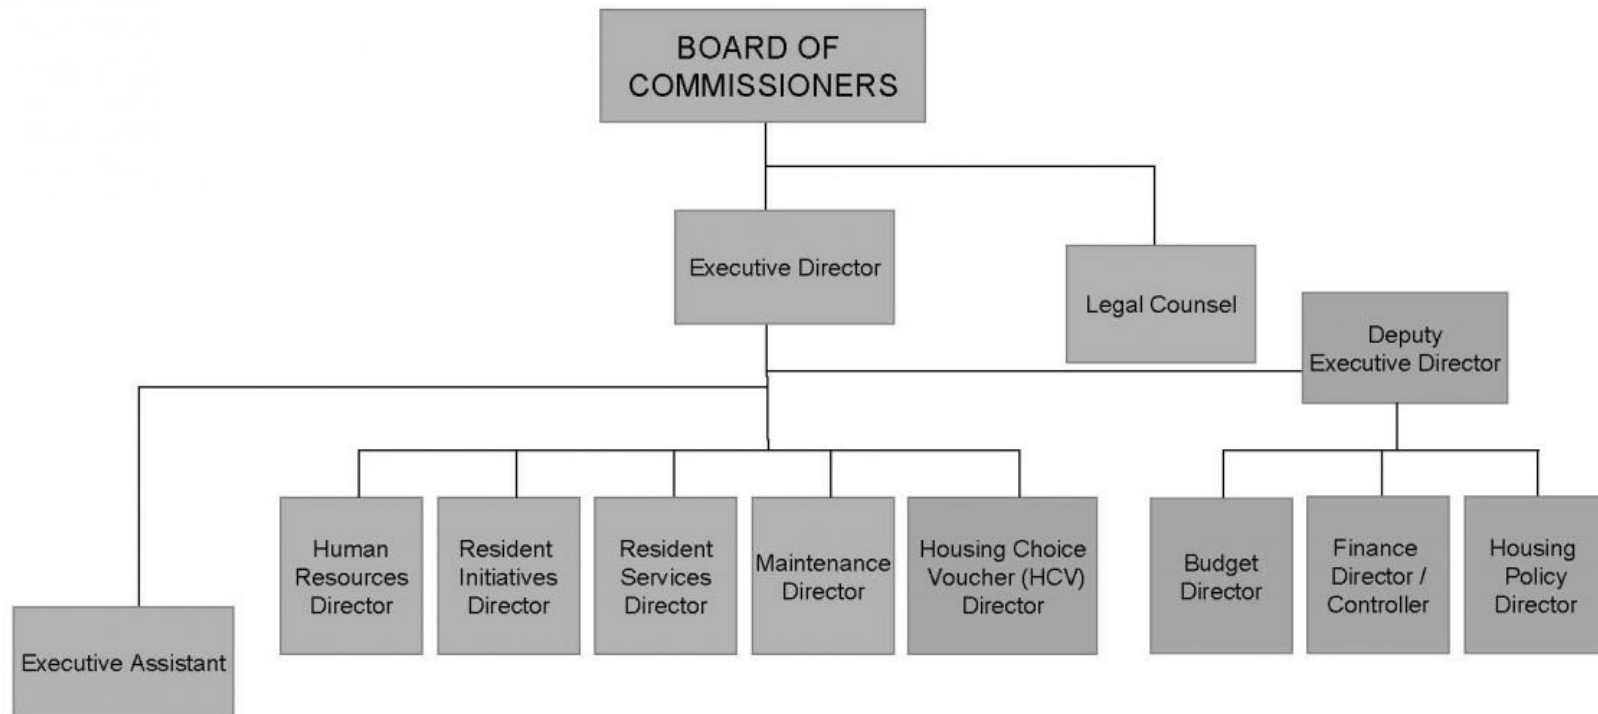 BOARD OF
COMMISSIONERS
Executive Director
Legal Counsel
Deputy
Executive Director
Human
Resources
Director
Resident
Initiatives
Director
Resident
Services
Director
Maintenance
Director
Housing Choice
Voucher (HCV)
Director
Budget
Director
Finance
Director /
Controller
Housing
Policy
Director
Executive Assistant